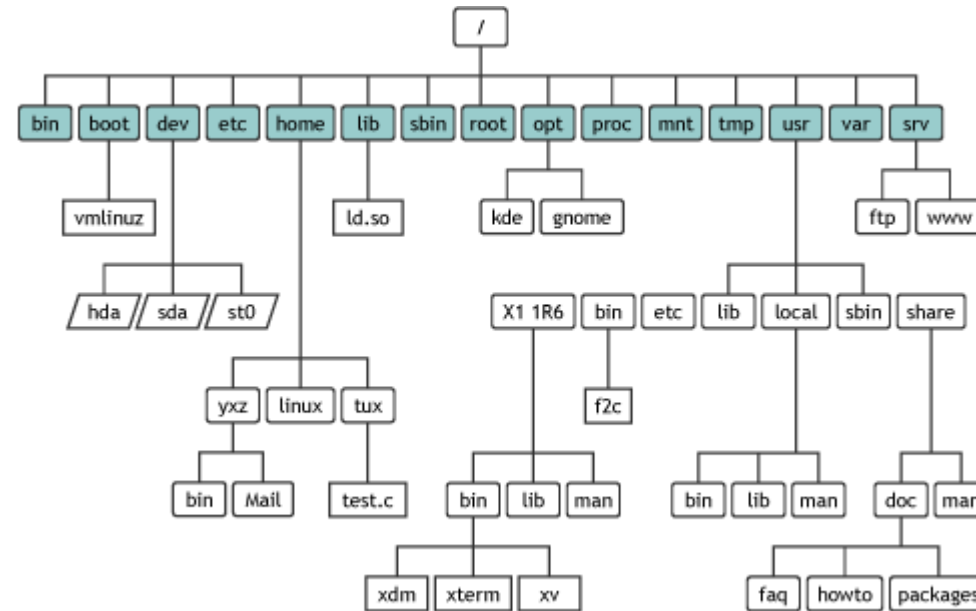 /
bin boot dev etc home lib sbin root opt proc mnt tmp usr var srv
vmlinuz ld.so kde gnome ftp www
hda sda st0 X1 1R6 bin etc lib local sbin share
yxz linux tux f2c
bin Mail test.c bin lib man bin lib man doc man
xdm xterm xv faq howto packages